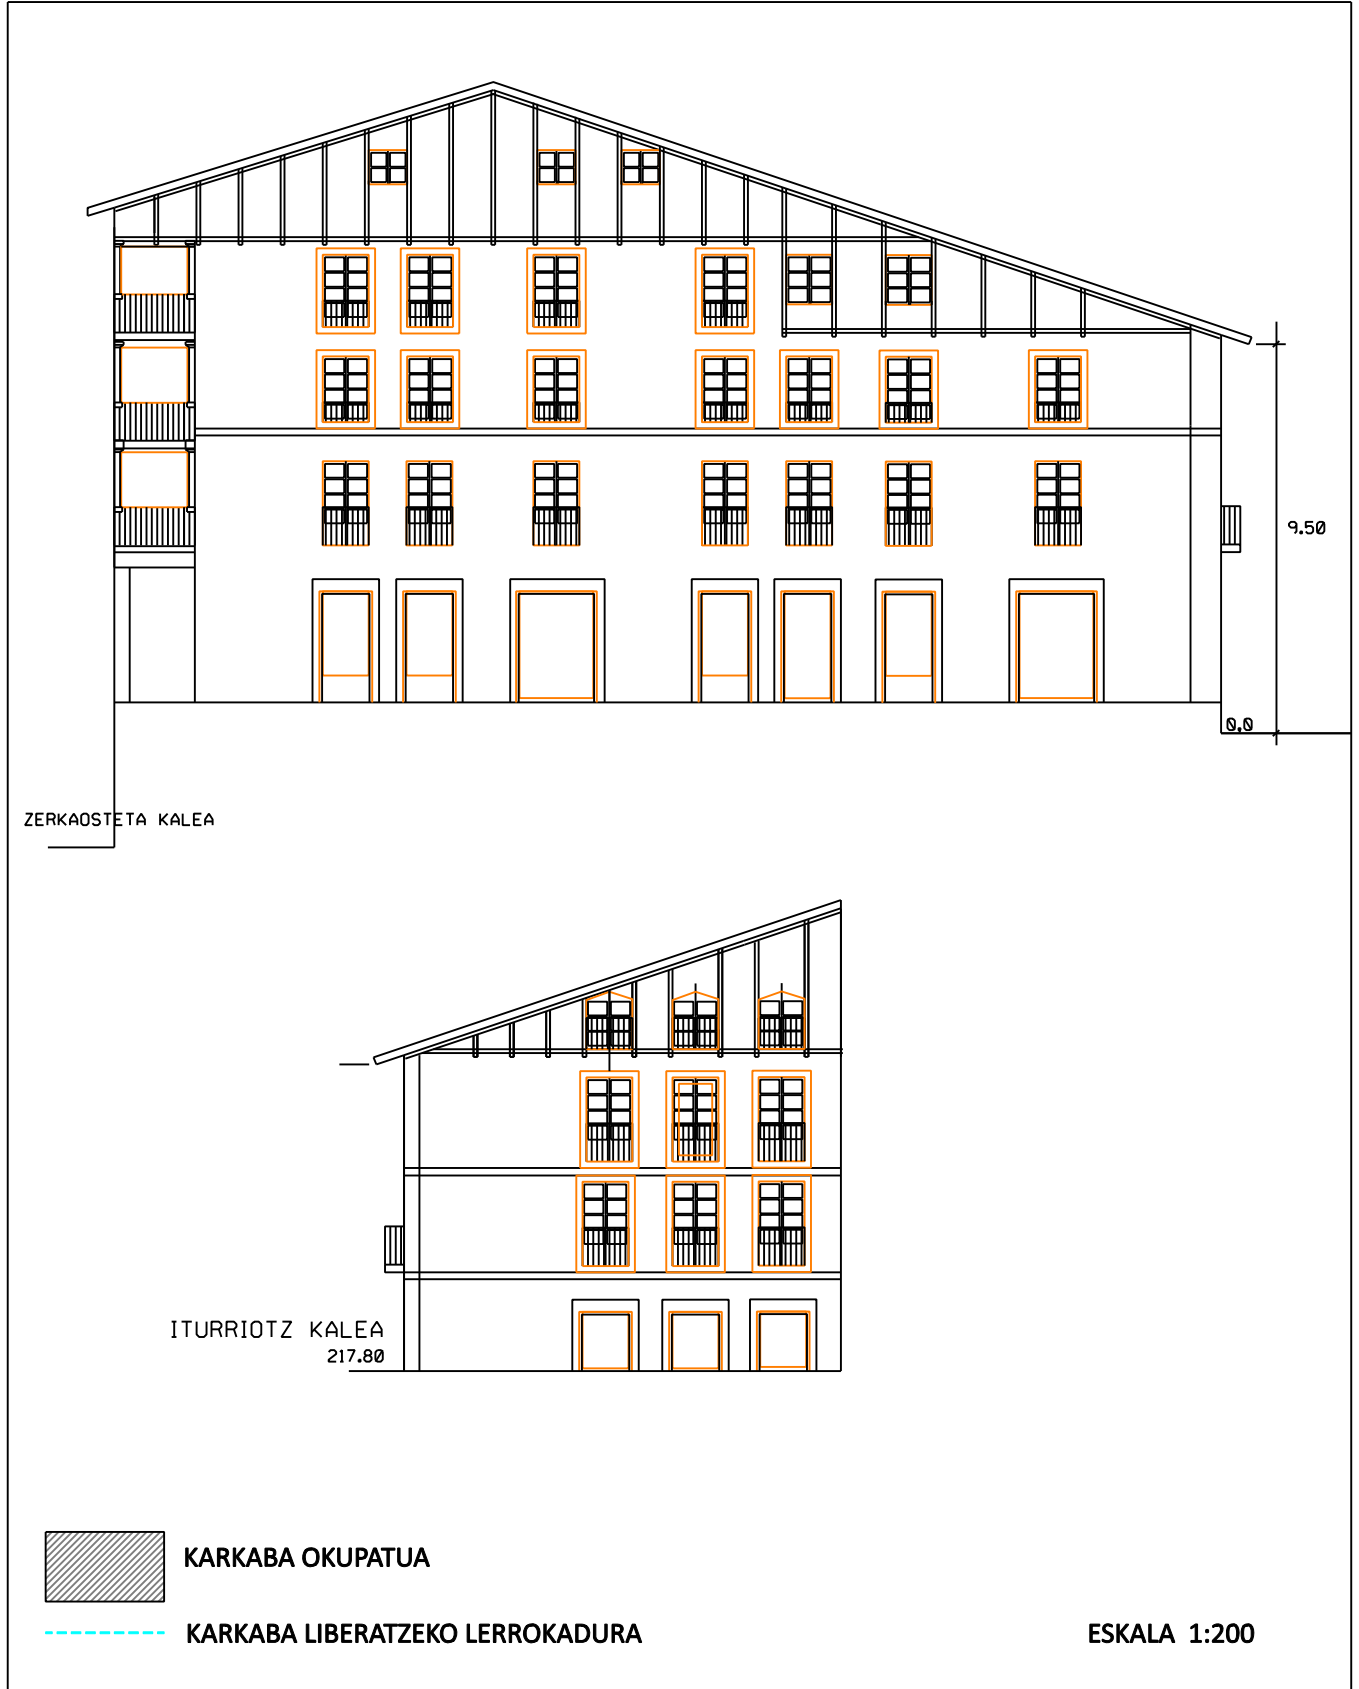 9.50
0,0
ZERKAOSTETA KALEA
ITURRIOTZ KALEA
217.80
KARKABA OKUPATUA
KARKABA LIBERATZEKO LERROKADURA
ESKALA 1:200